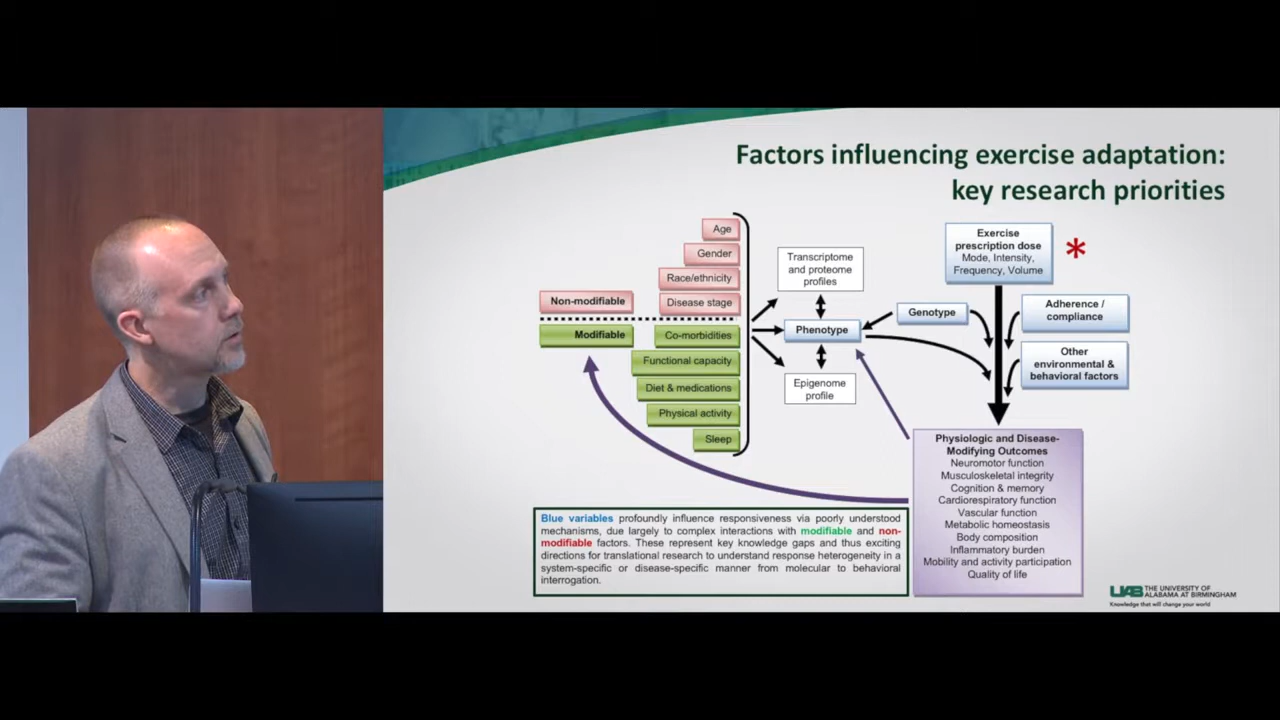 Factors influencing exercise adaptation:
key research priorities
Age
Gender
Race/ethnicity
Disease stage
Non-modifiable
Modifiable
Co-morbidities
Functional capacity
Diet & medications
Physical activity
Sleep
Transcriptome
and proteome
profiles
Phenotype
Epigenome
profile
Genotype
Exercise
prescription dose
Mode, Intensity,
Frequency, Volume
*
Adherence /
compliance
Other
environmental &
behavioral factors
Physiologic and Disease-
Modifying Outcomes
Neuromotor function
Musculoskeletal integrity
Cognition & memory
Cardiorespiratory function
Vascular function
Metabolic homeostasis
Body composition
Inflammatory burden
Mobility and activity participation
Quality of life
Blue variables profoundly influence responsiveness via poorly understood
mechanisms, due largely to complex interactions with modifiable and non-
modifiable factors. These represent key knowledge gaps and thus exciting
directions for translational research to understand response heterogeneity in a
system-specific or disease-specific manner from molecular to behavioral
interrogation.
UAB THE UNIVERSITY OF
ALABAMA AT BIRMINGHAM
Knowledge that will change your world